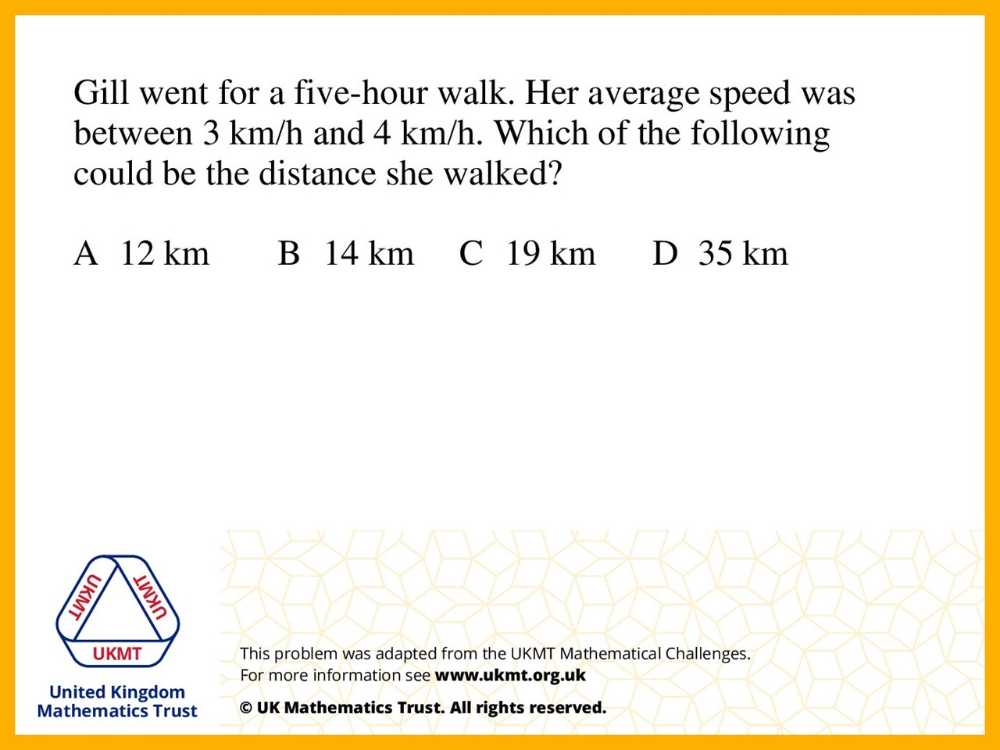 Gill went for a five-hour walk. Her average speed was
between 3 km/h and 4 km/h. Which of the following
could be the distance she walked?
A 12 km B 14 km C 19 km D 35 km
UKMT
UKMT
UKMT
United Kingdom
Mathematics Trust
This problem was adapted from the UKMT Mathematical Challenges.
For more information see www.ukmt.org.uk
© UK Mathematics Trust. All rights reserved.